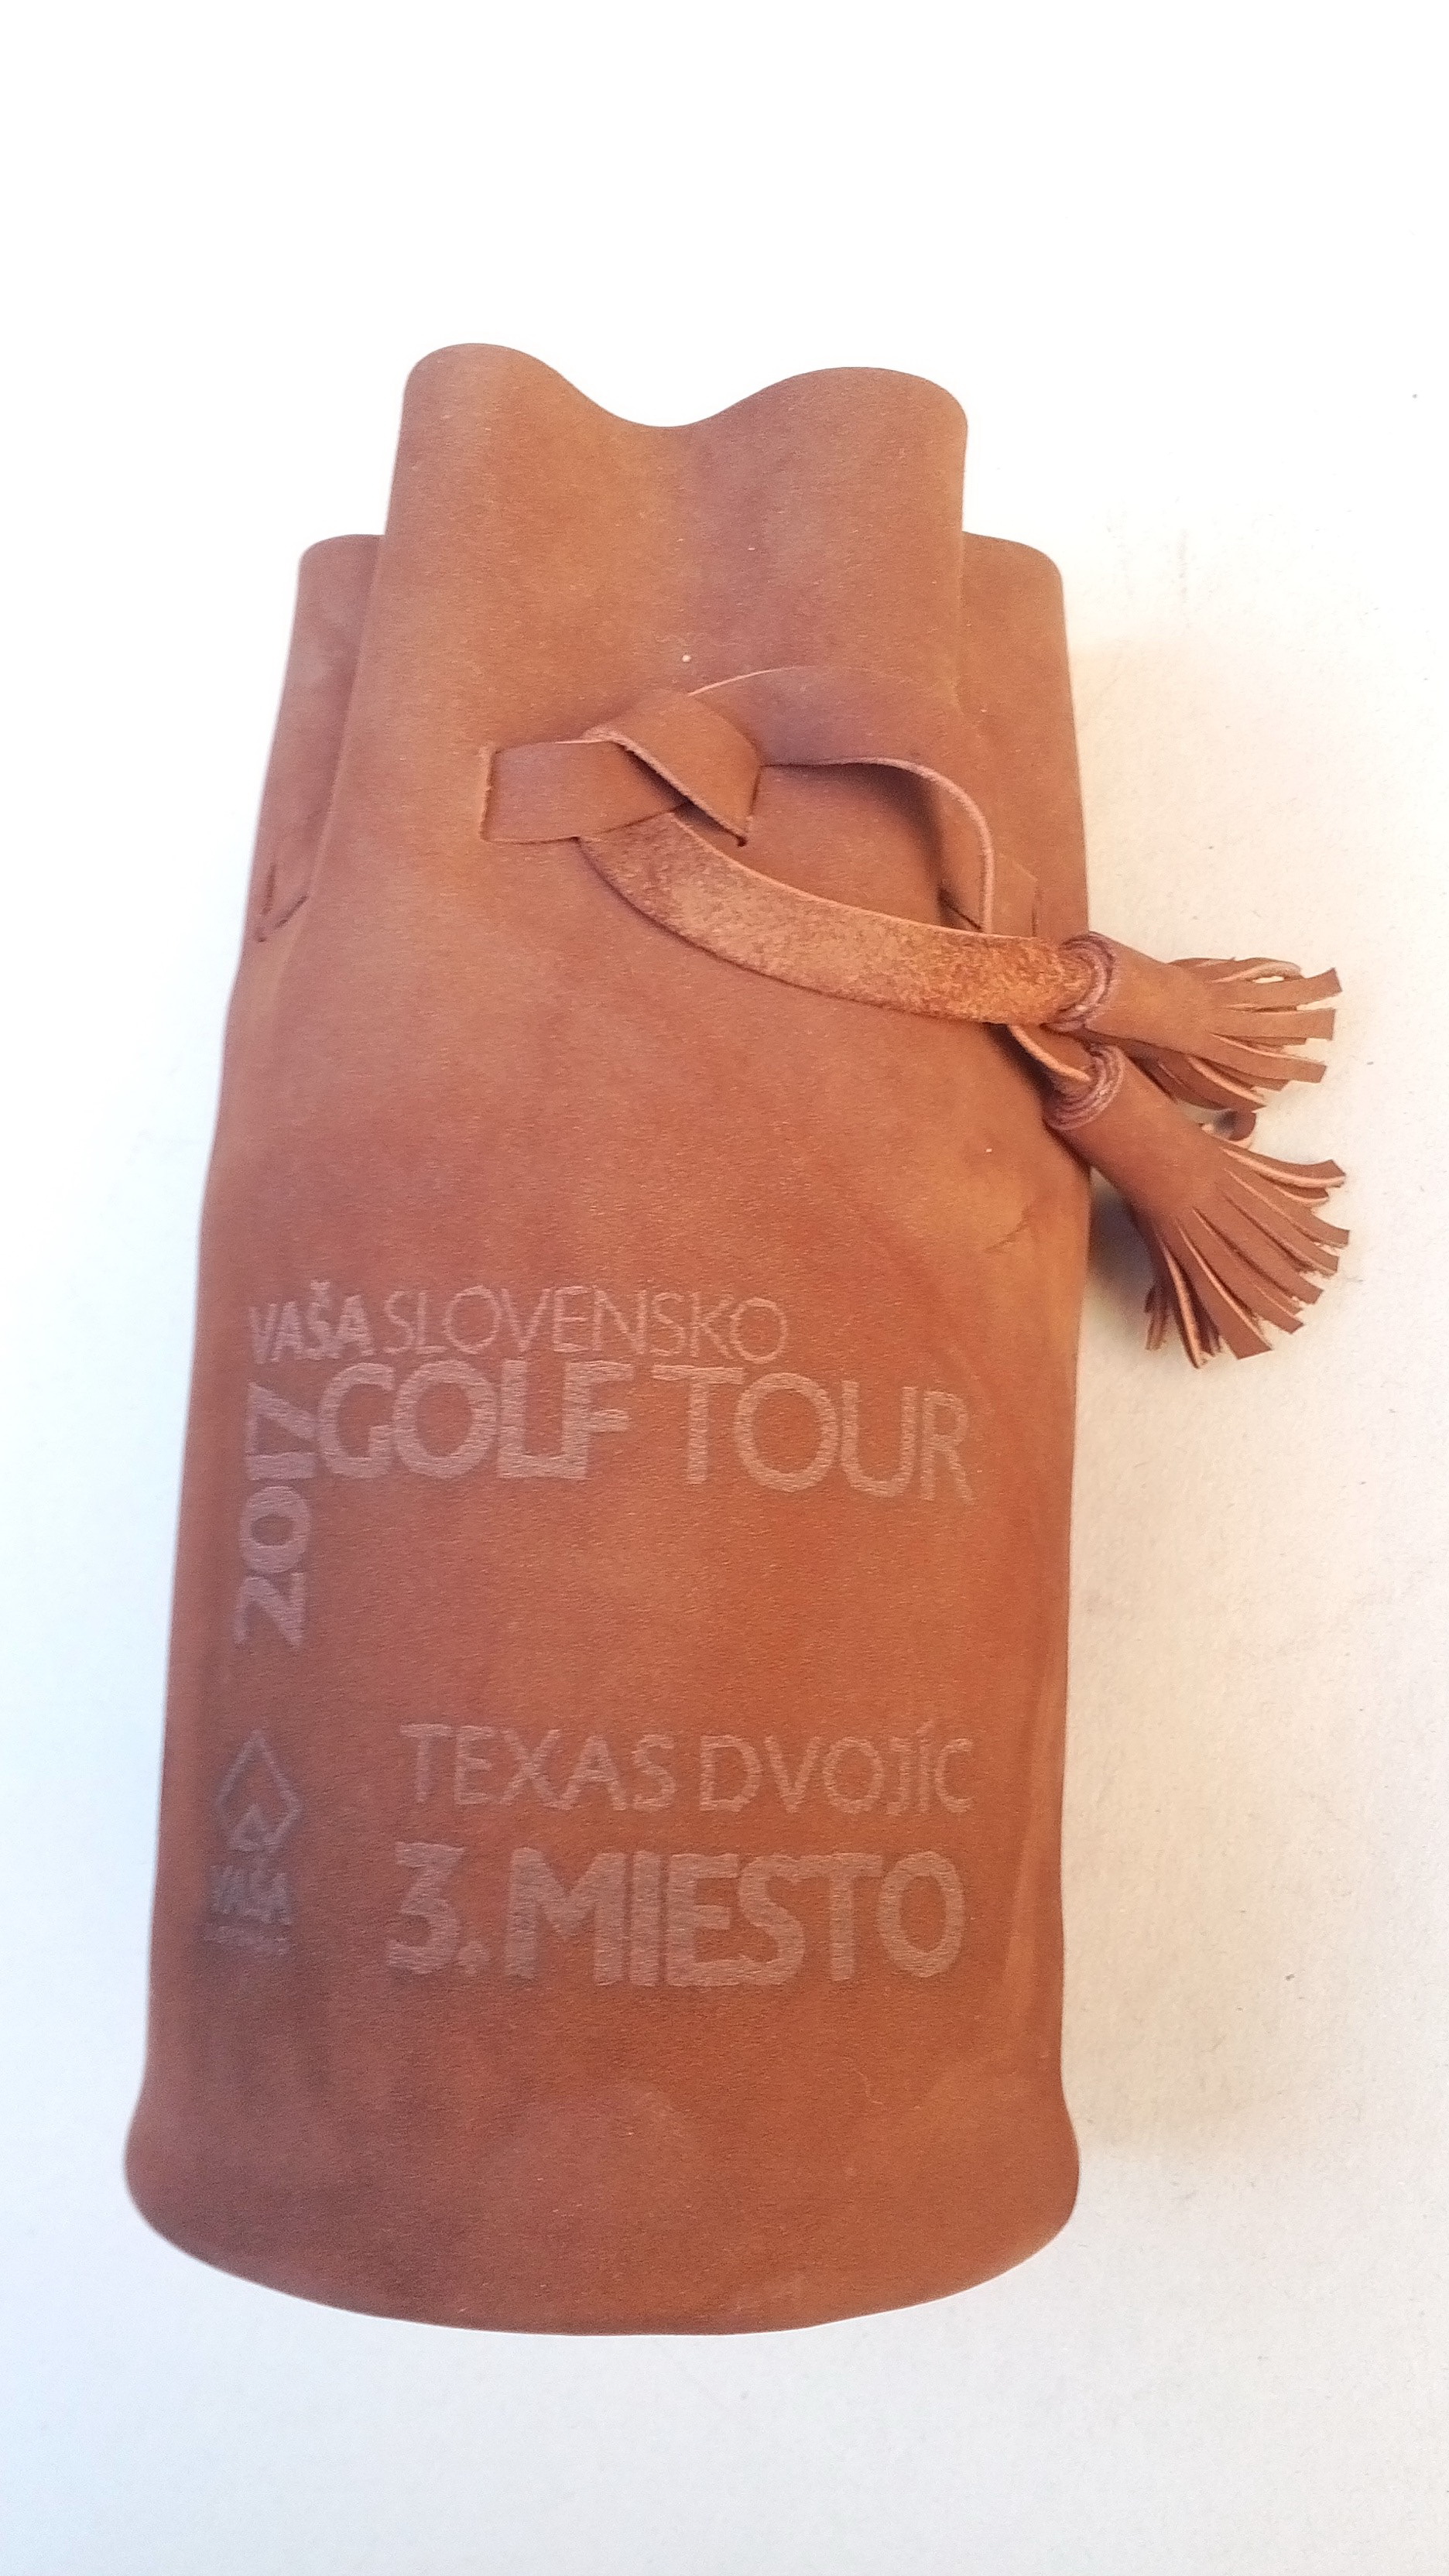 VAŠA SLOVENSKO
GOLF TOUR
2017
TEXAS DVOJÍC
3. MIESTO
VAŠA